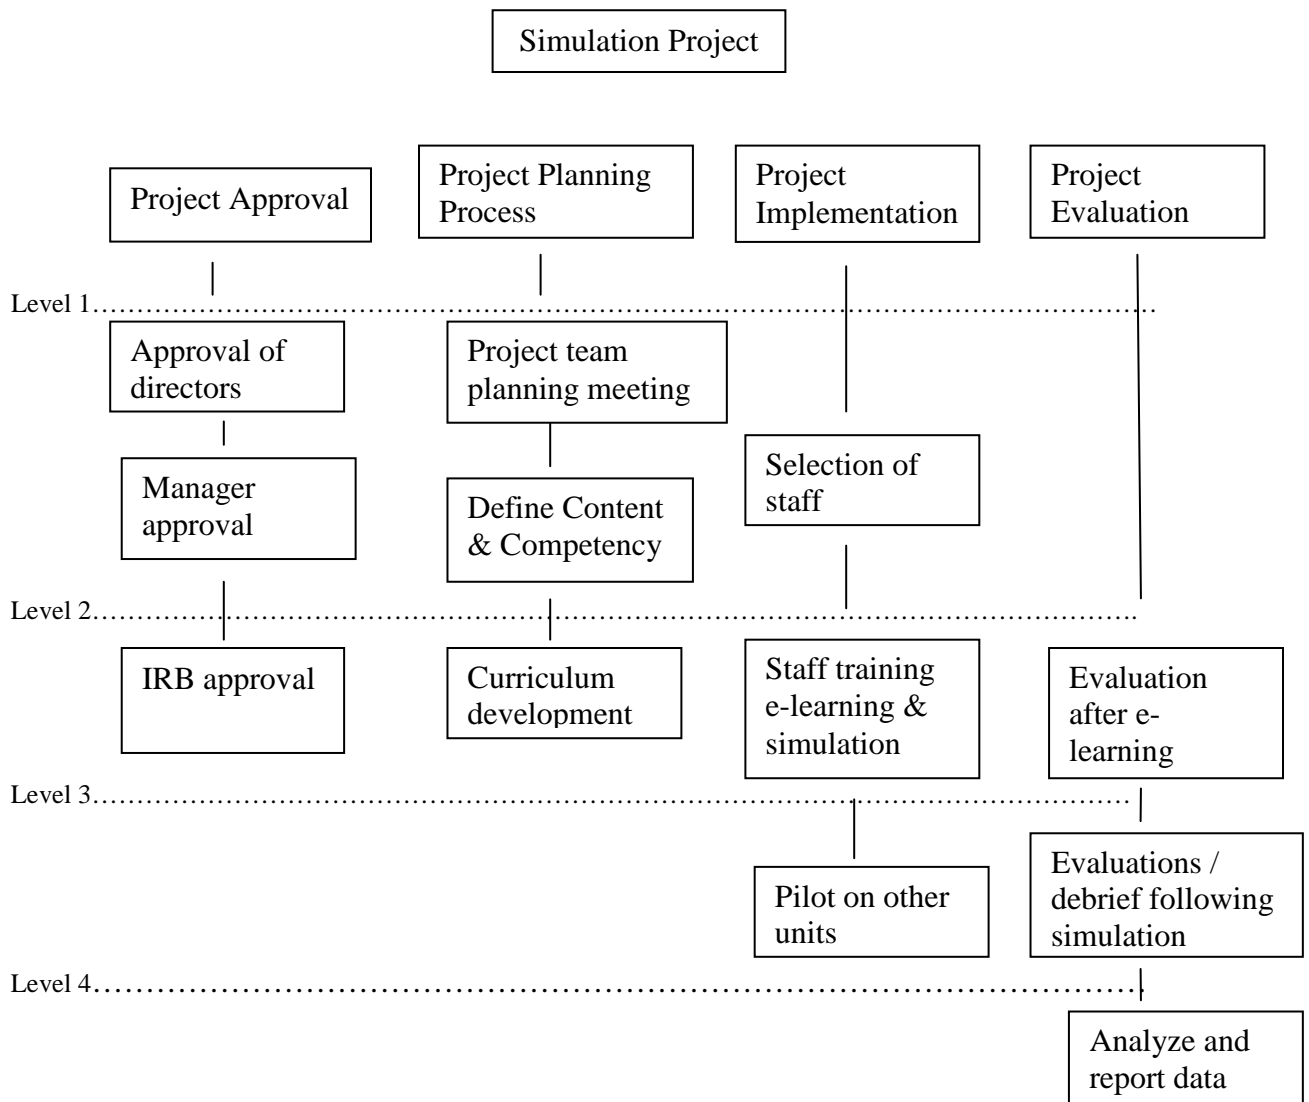 Simulation Project
Project Approval
Project Planning
Process
Project
Implementation
Project
Evaluation
Level 1……………………………………………………………………………………………………
Approval of
directors
Project team
planning meeting
Manager
approval
Define Content
& Competency
Selection of
staff
Level 2…………………………………………………………………………………………………..
IRB approval
Curriculum
development
Staff training
e-learning &
simulation
Evaluation
after e-
learning
Level 3…………………………………………………………………………………………………
Pilot on other
units
Evaluations /
debrief following
simulation
Level 4…………………………………………………………………………………
Analyze and
report data